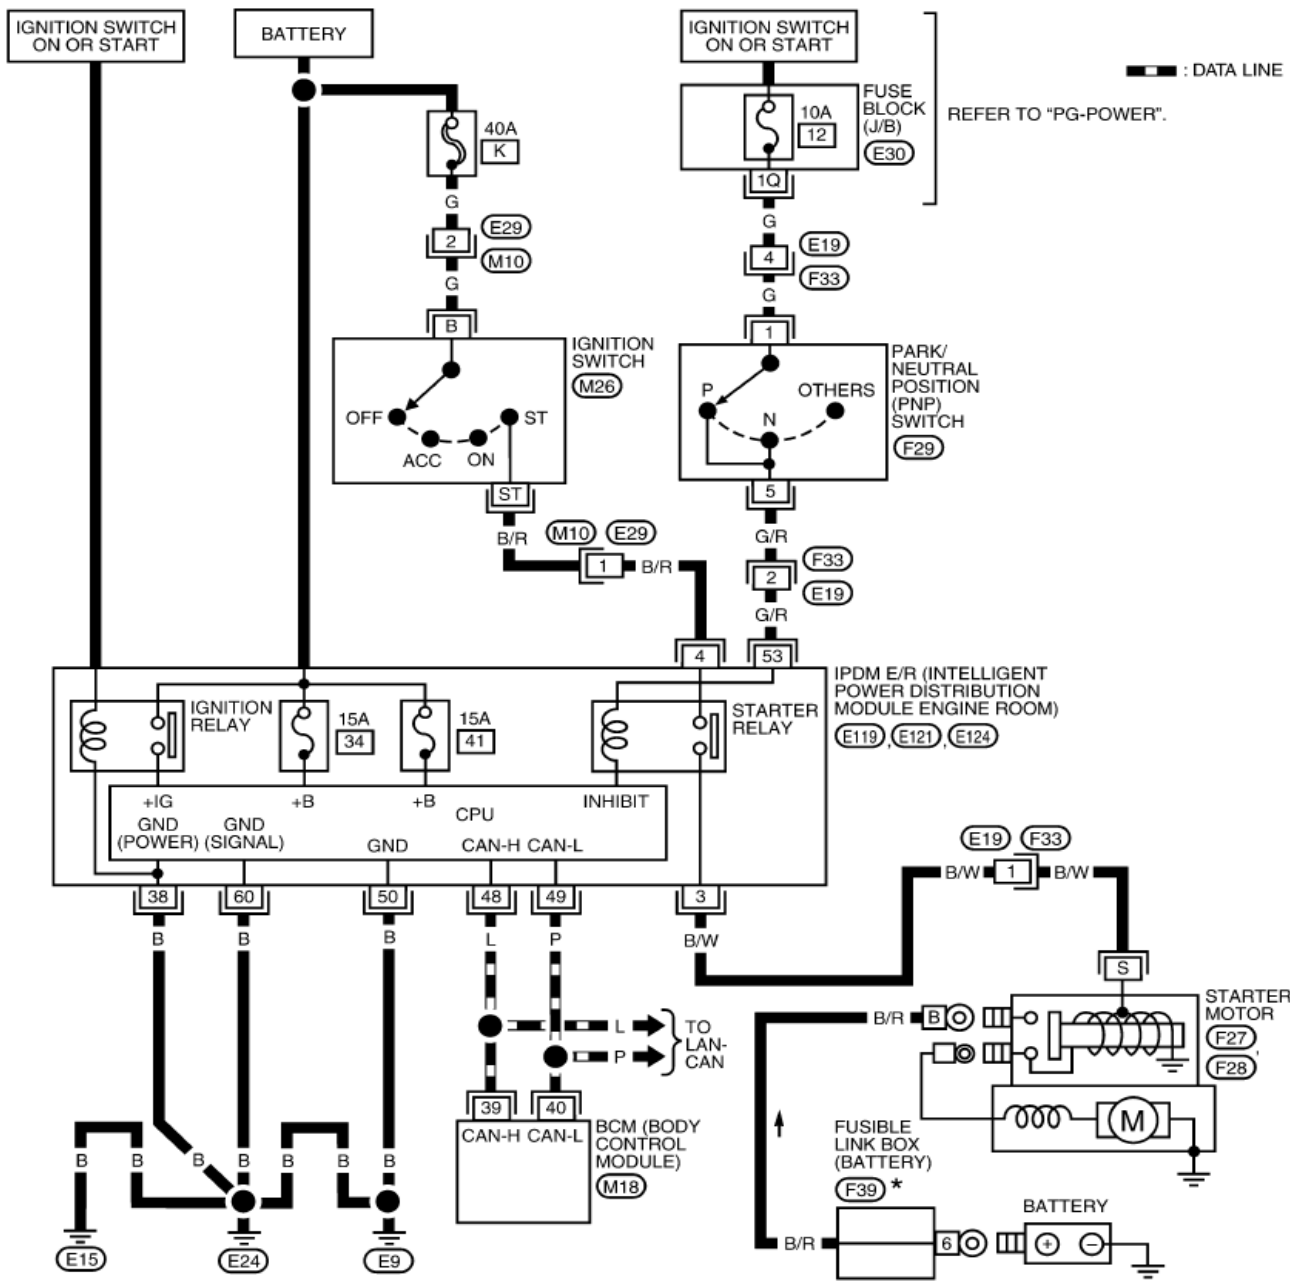 IGNITION SWITCH
ON OR START
BATTERY
IGNITION SWITCH
ON OR START
: DATA LINE
FUSE
BLOCK
(J/B)
E30
REFER TO “PG-POWER”.
10A
12
40A
K
1Q
G
G
2
E29
M10
4
E19
F33
G
G
B
1
IGNITION
SWITCH
M26
OFF
ACC
ON
ST
PARK/
NEUTRAL
POSITION
(PNP)
SWITCH
F29
P
N
OTHERS
ST
5
B/R
M10
E29
1
B/R
G/R
2
F33
E19
G/R
4
53
IPDM E/R (INTELLIGENT
POWER DISTRIBUTION
MODULE ENGINE ROOM)
E119 , E121 , E124
IGNITION
RELAY
15A
34
15A
41
STARTER
RELAY
+IG
+B
+B
INHIBIT
CPU
GND
(POWER)
GND
(SIGNAL)
GND
CAN-H
CAN-L
38
60
50
48
49
3
E19
F33
B/W
1
B/W
B
B
B
L
P
B/W
S
STARTER
MOTOR
F27 ,
F28
B/R
B
L
P
TO
LAN-
CAN
39
40
CAN-H
CAN-L
BCM (BODY
CONTROL
MODULE)
M18
M
FUSIBLE
LINK BOX
(BATTERY)
F39 *
B
B
B
B
B
B
BATTERY
B/R
6
+
−
E15
E24
E9